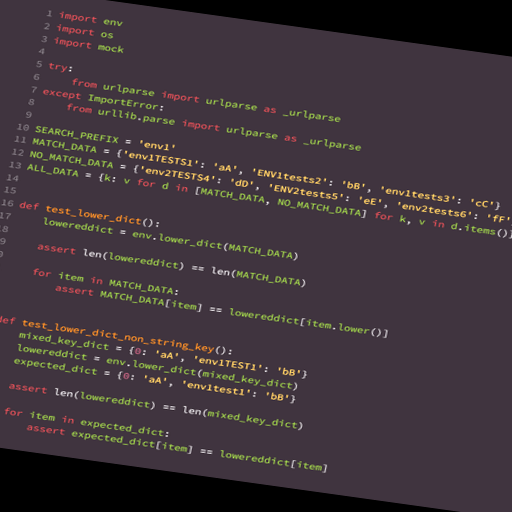 1 import env
2 import os
3 import mock
4
5 try:
6     from urlparse import urlparse as _urlparse
7 except ImportError:
8     from urllib.parse import urlparse as _urlparse
9
10 SEARCH_PREFIX = 'env1'
11 MATCH_DATA = {'env1TESTS1': 'aA', 'ENV1tests2': 'bB', 'env1tests3': 'cC'}
12 NO_MATCH_DATA = {'env2TESTS4': 'dD', 'ENV2tests5': 'eE', 'env2tests6': 'fF'
13 ALL_DATA = {k: v for d in [MATCH_DATA, NO_MATCH_DATA] for k, v in d.items()
14
15
16 def test_lower_dict():
17     lowereddict = env.lower_dict(MATCH_DATA)
8
9     assert len(lowereddict) == len(MATCH_DATA)
0
    for item in MATCH_DATA:
        assert MATCH_DATA[item] == lowereddict[item.lower()]
def test_lower_dict_non_string_key():
    mixed_key_dict = {0: 'aA', 'env1TEST1': 'bB'}
    lowereddict = env.lower_dict(mixed_key_dict)
    expected_dict = {0: 'aA', 'env1test1': 'bB'}
    assert len(lowereddict) == len(mixed_key_dict)
    for item in expected_dict:
        assert expected_dict[item] == lowereddict[item]